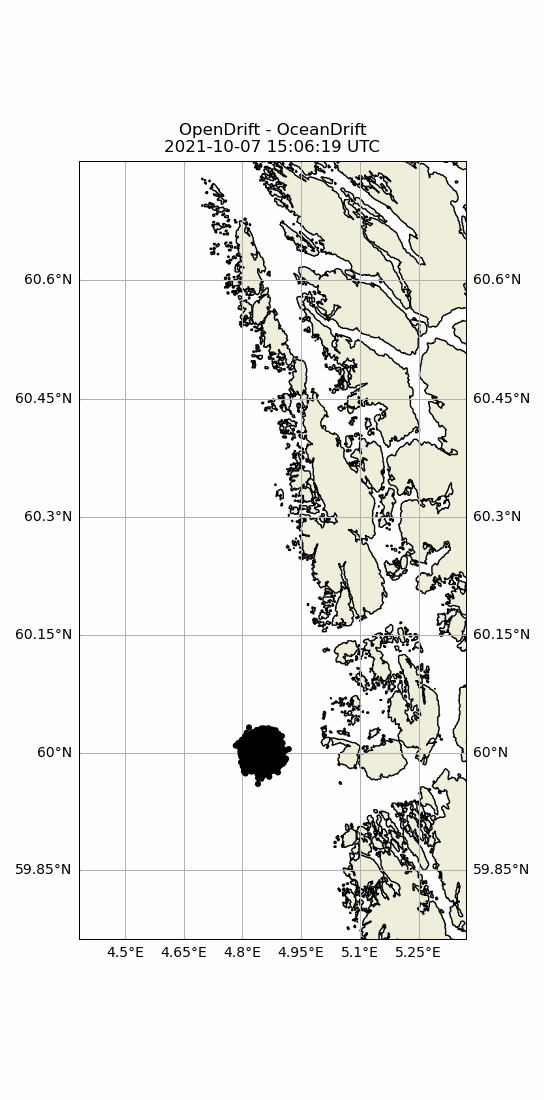 OpenDrift - OceanDrift
2021-10-07 15:06:19 UTC
60.6°N 60.6°N
60.45°N 60.45°N
60.3°N 60.3°N
60.15°N 60.15°N
60°N 60°N
59.85°N 59.85°N
4.5°E 4.65°E 4.8°E 4.95°E 5.1°E 5.25°E